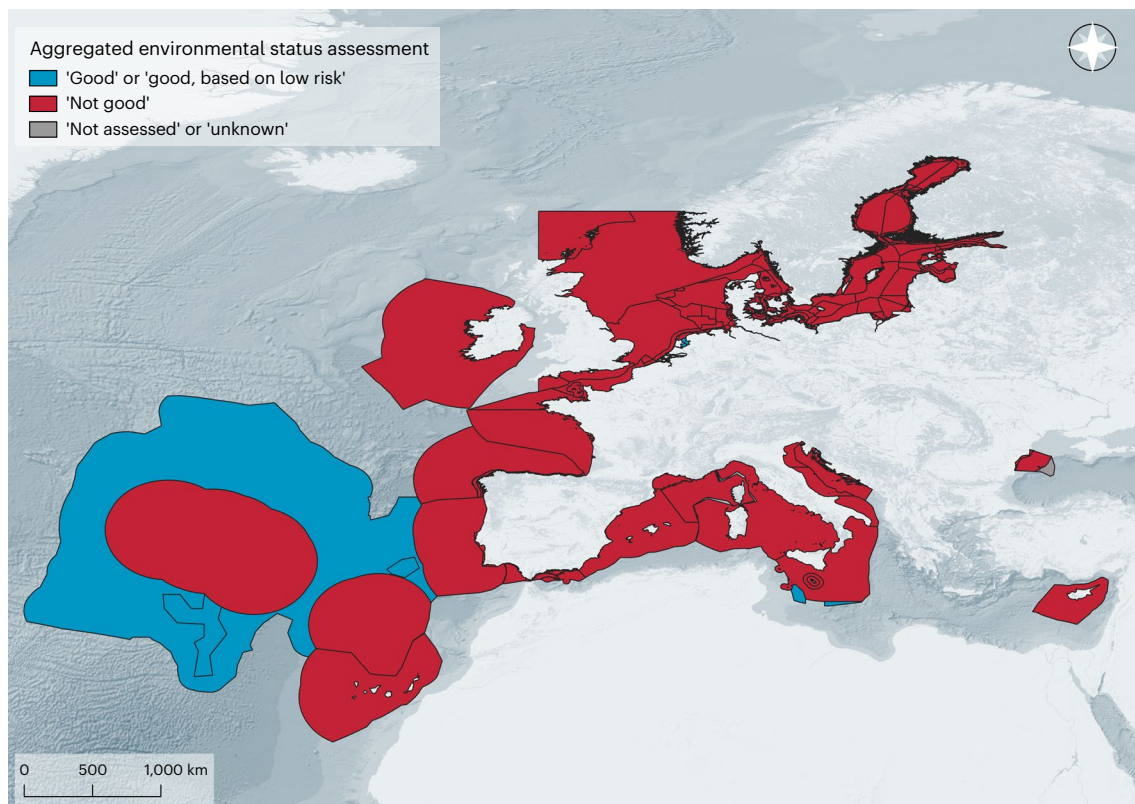 Aggregated environmental status assessment
'Good' or 'good, based on low risk'
'Not good'
'Not assessed' or 'unknown'
0 500 1,000 km